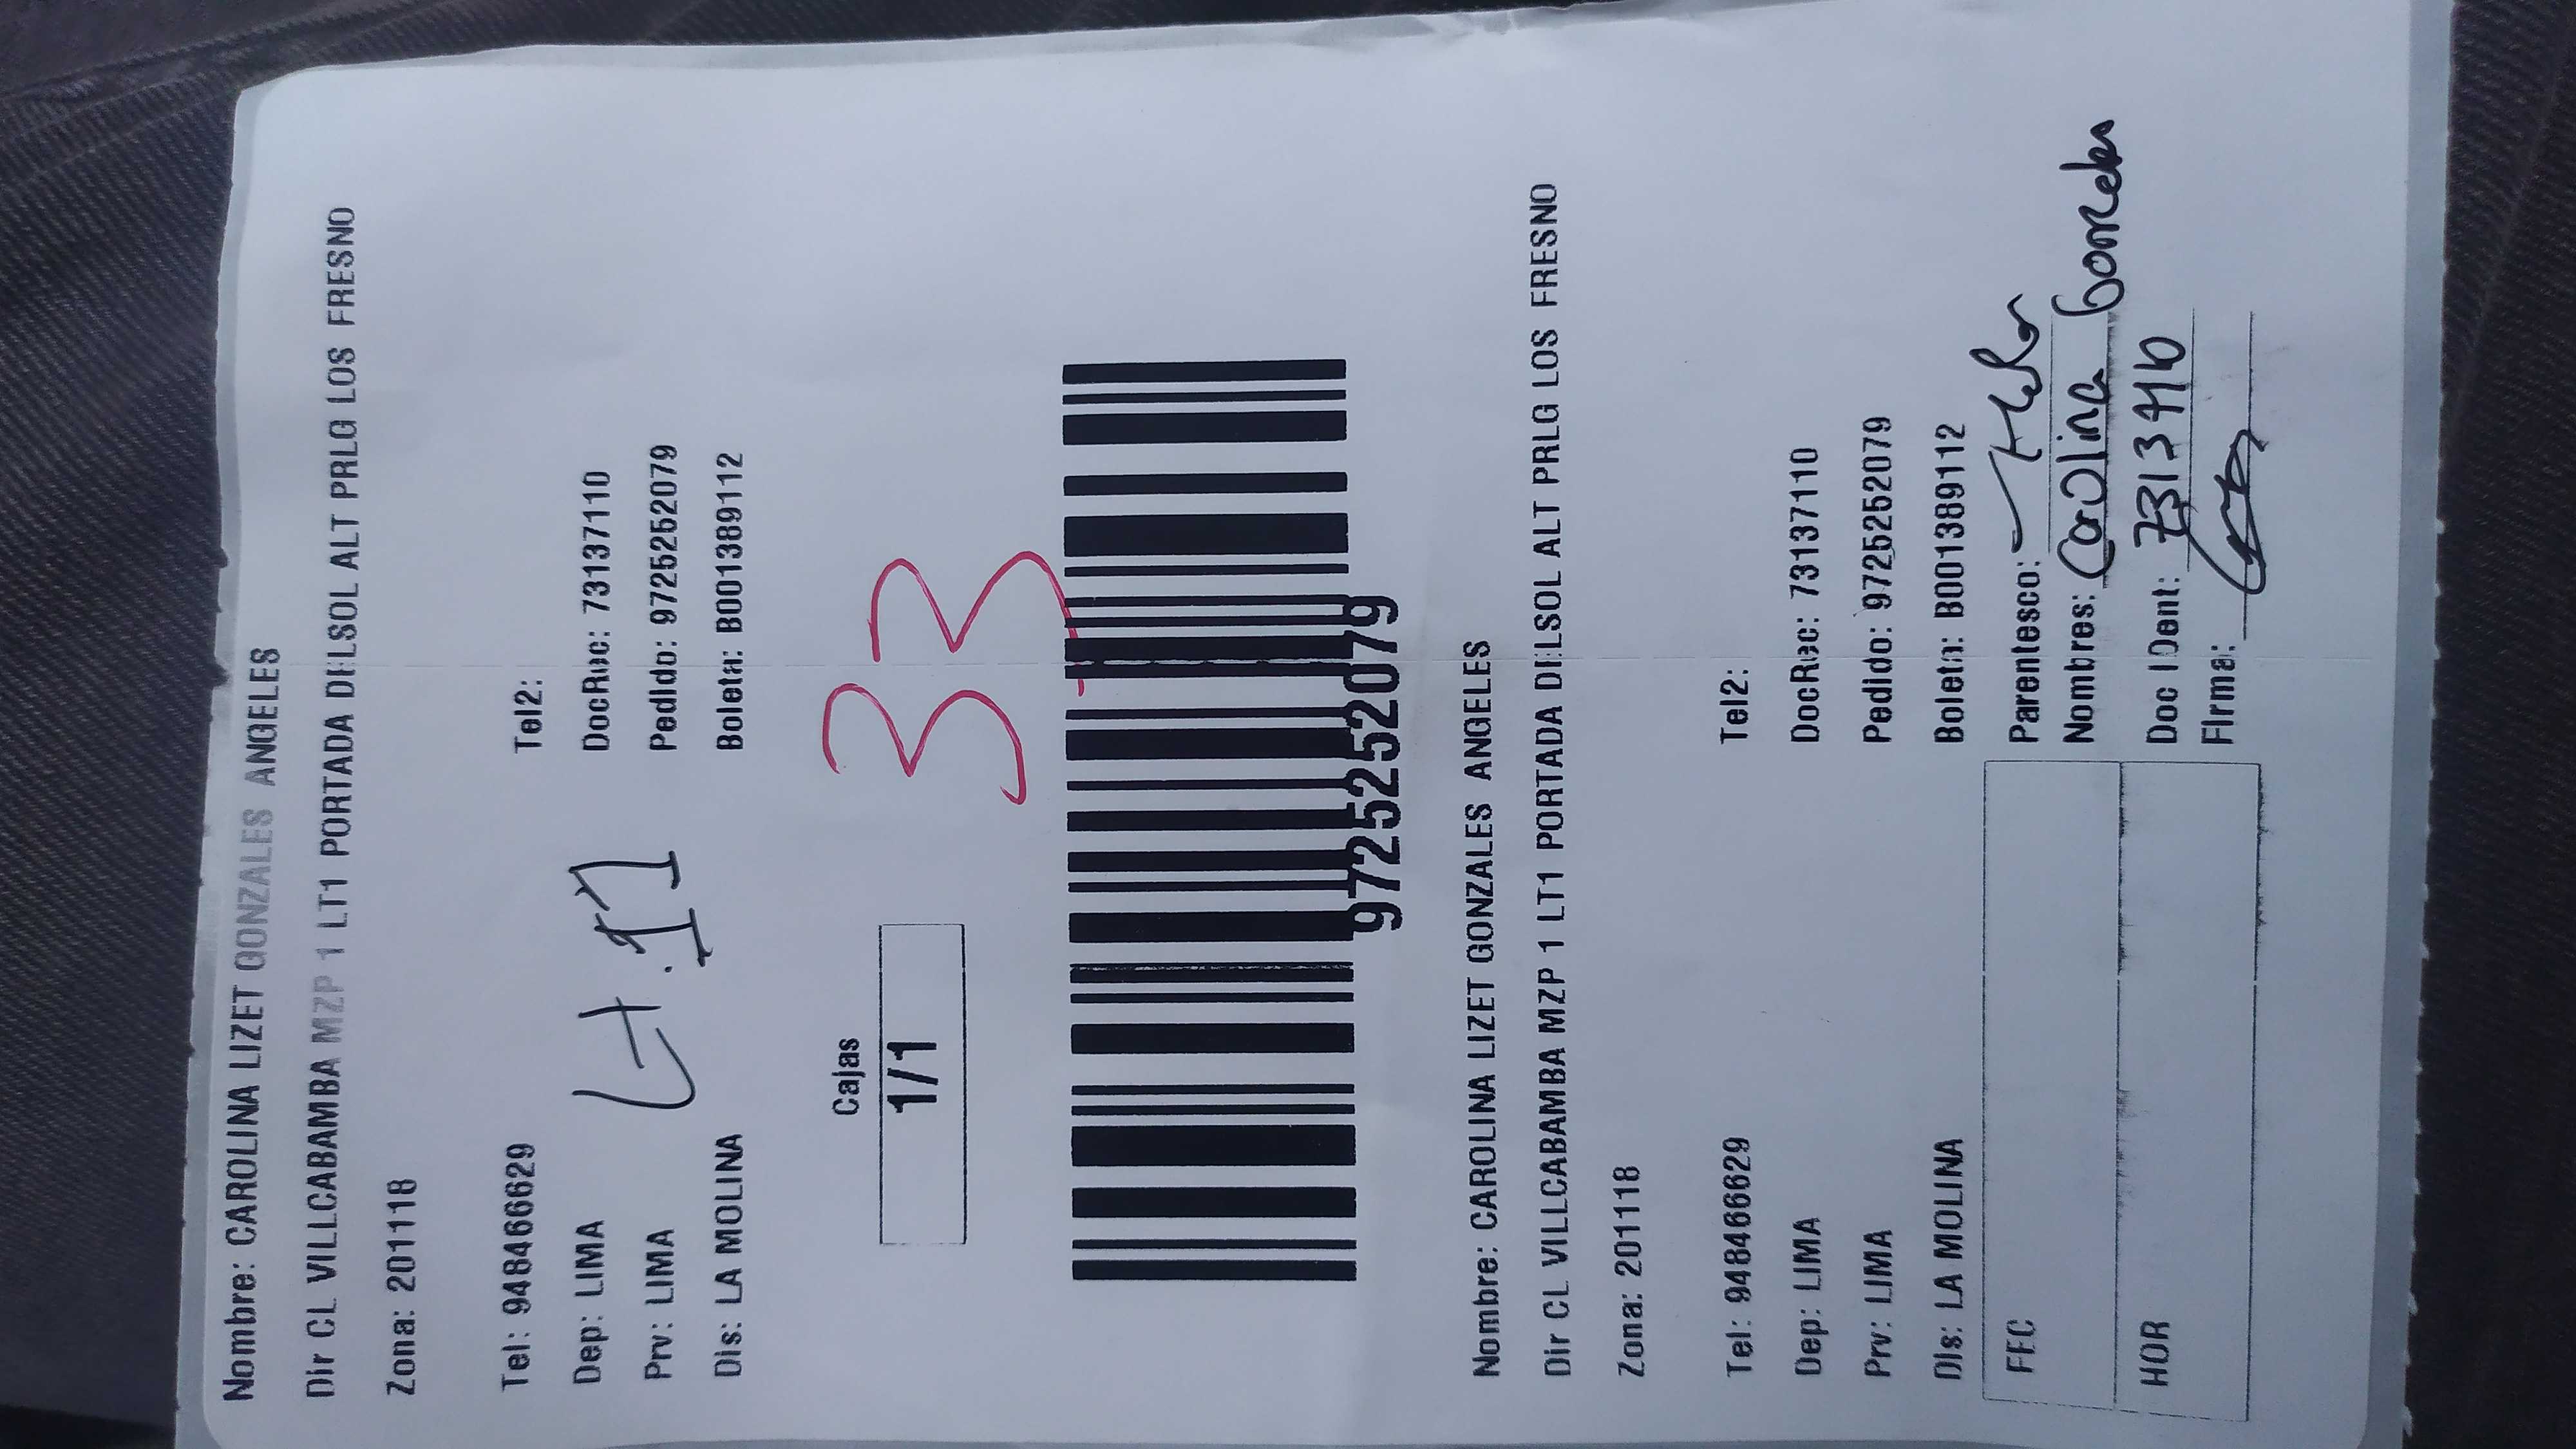 Nombre: CAROLINA LIZET GONZALES ANGELES
Dir CL VILLCABAMBA MZP 1 LT1 PORTADA DELSOL ALT PRLG LOS FRESNO
Zona: 201118
Tel: 948466629 Tel2:
Dep: LIMA DocRec: 73137110
Prv: LIMA Pedido: 9725252079
Dis: LA MOLINA Boleta: B001389112
Cajas
1/1
33
9725252079
Nombre: CAROLINA LIZET GONZALES ANGELES
Dir CL VILLCABAMBA MZP 1 LT1 PORTADA DELSOL ALT PRLG LOS FRESNO
Zona: 201118
Tel: 948466629 Tel2:
Dep: LIMA DocRec: 73137110
Prv: LIMA Pedido: 9725252079
Dis: LA MOLINA Boleta: B001389112
FEC
HOR
Parentesco:
Nombres: Carolina
Doc IDent:
Firma: